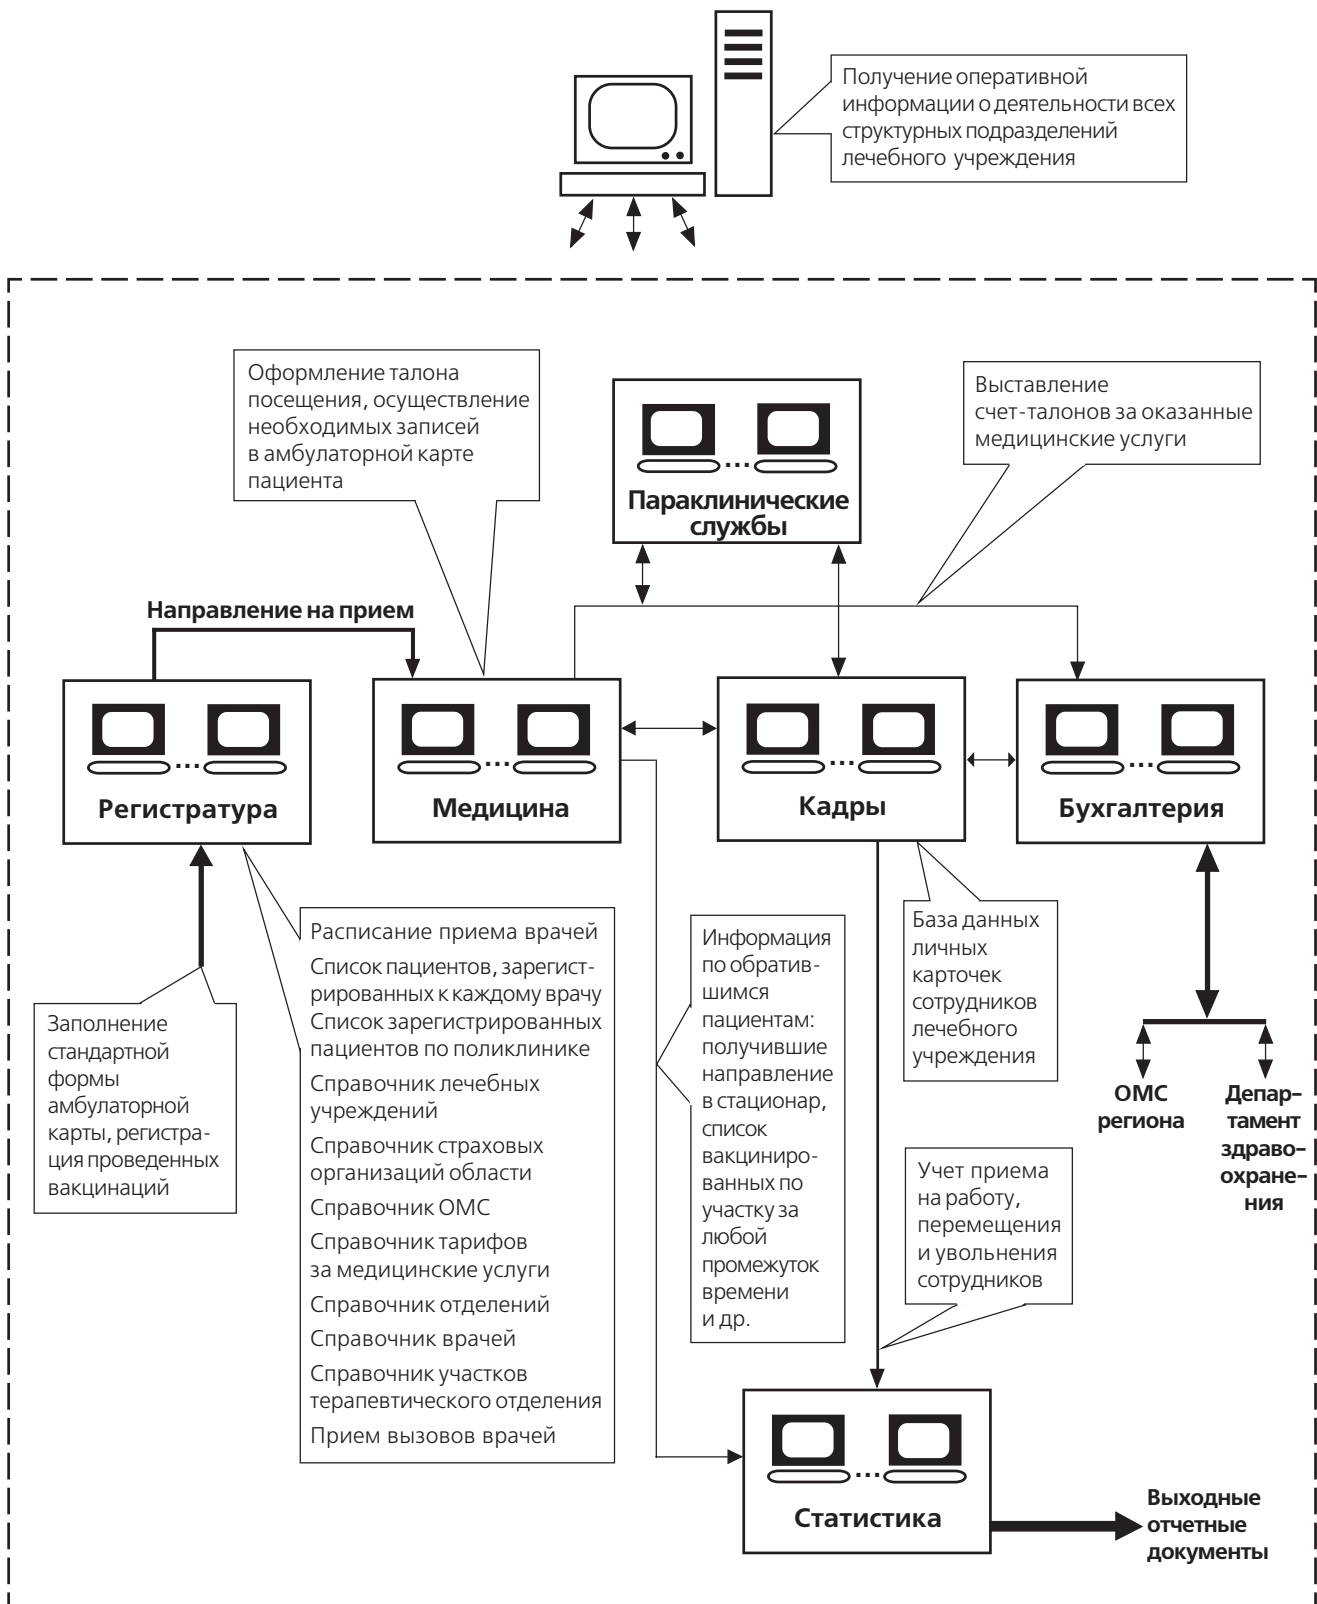 Получение оперативной
информации о деятельности всех
структурных подразделений
лечебного учреждения
Оформление талона
посещения, осуществление
необходимых записей
в амбулаторной карте
пациента
Параклинические
службы
Выставление
счет-талонов за оказанные
медицинские услуги
Направление на прием
Регистратура
Медицина
Кадры
Бухгалтерия
Заполнение
стандартной
формы
амбулаторной
карты, регистра-
ция проведенных
вакцинаций
Расписание приема врачей
Список пациентов, зарегист-
рированных к каждому врачу
Список зарегистрированных
пациентов по поликлинике
Справочник лечебных
учреждений
Справочник страховых
организаций области
Справочник ОМС
Справочник тарифов
за медицинские услуги
Справочник отделений
Справочник врачей
Справочник участков
терапевтического отделения
Прием вызовов врачей
Информация
по обратив-
шимся
пациентам:
получившие
направление
в стационар,
список
вакциниро-
ванных по
участку за
любой
промежуток
времени
и др.
База данных
личных
карточек
сотрудников
лечебного
учреждения
ОМС
региона
Депар-
тамент
здраво-
охране-
ния
Учет приема
на работу,
перемещения
и увольнения
сотрудников
Статистика
Выходные
отчетные
документы